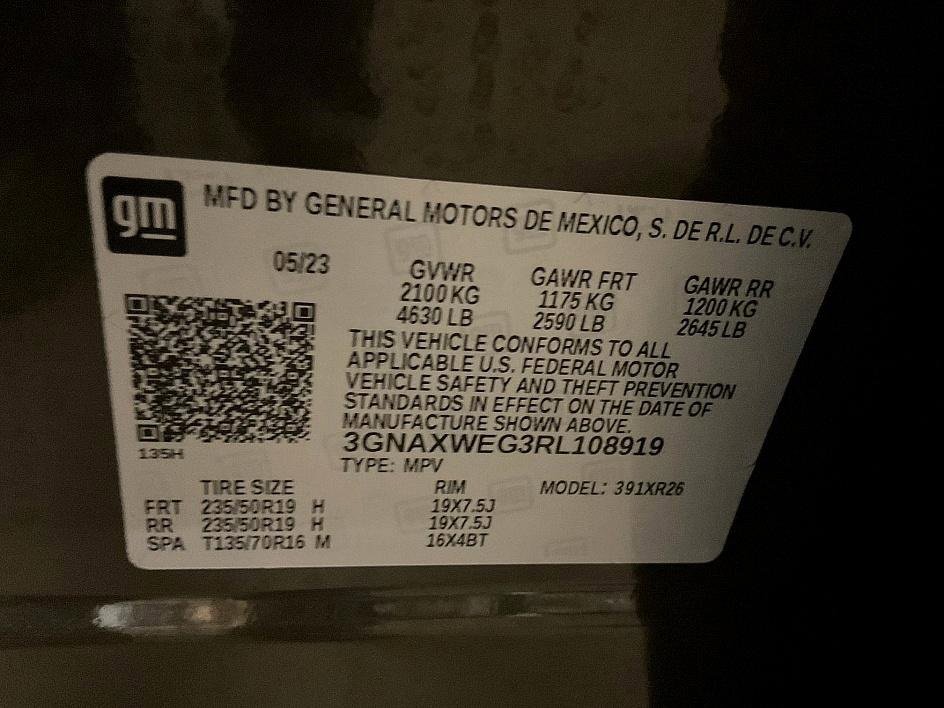 gm
MFD BY GENERAL MOTORS DE MEXICO, S. DE R.L. DE C.V.
05/23 GVWR GAWR FRT GAWR RR
2100 KG 1175 KG 1200 KG
4630 LB 2590 LB 2645 LB
THIS VEHICLE CONFORMS TO ALL
APPLICABLE U.S. FEDERAL MOTOR
VEHICLE SAFETY AND THEFT PREVENTION
STANDARDS IN EFFECT ON THE DATE OF
MANUFACTURE SHOWN ABOVE.
3GNAXWEG3RL108919
135H
TYPE: MPV
TIRE SIZE RIM MODEL: 391XR26
FRT 235/50R19 H 19X7.5J
RR 235/50R19 H 19X7.5J
SPA T135/70R16 M 16X4BT